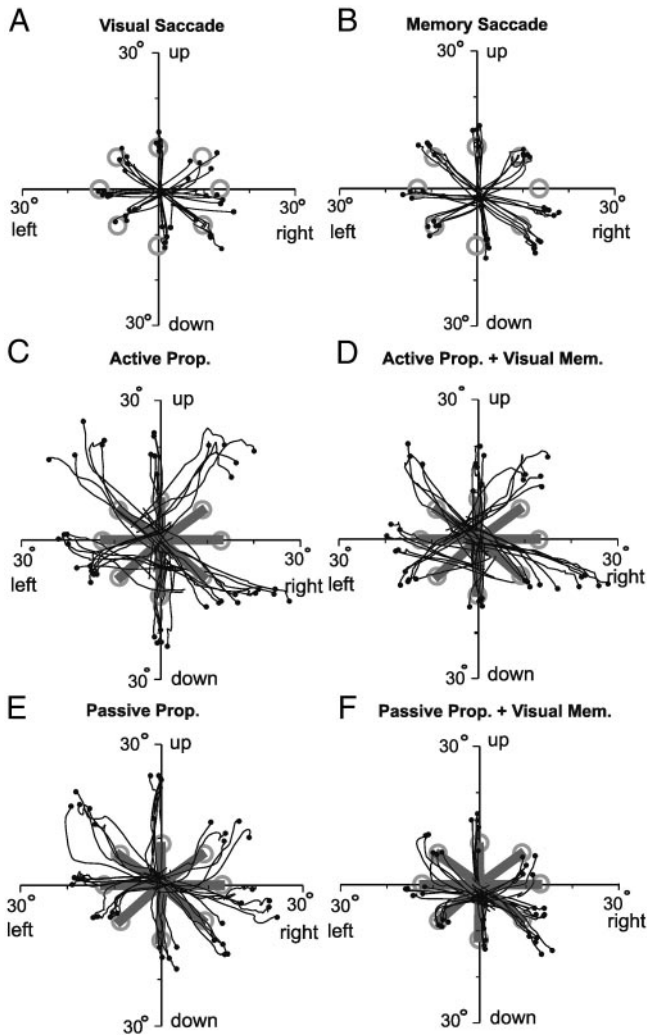 A
Visual Saccade
30°
up
30°
left
30°
right
30°
down
B
Memory Saccade
30°
up
30°
left
30°
right
30°
down
C
Active Prop.
30°
up
30°
left
30°
right
30°
down
D
Active Prop. + Visual Mem.
30°
up
30°
left
30°
right
30°
down
E
Passive Prop.
30°
up
30°
left
30°
right
30°
down
F
Passive Prop. + Visual Mem.
30°
up
30°
left
30°
right
30°
down